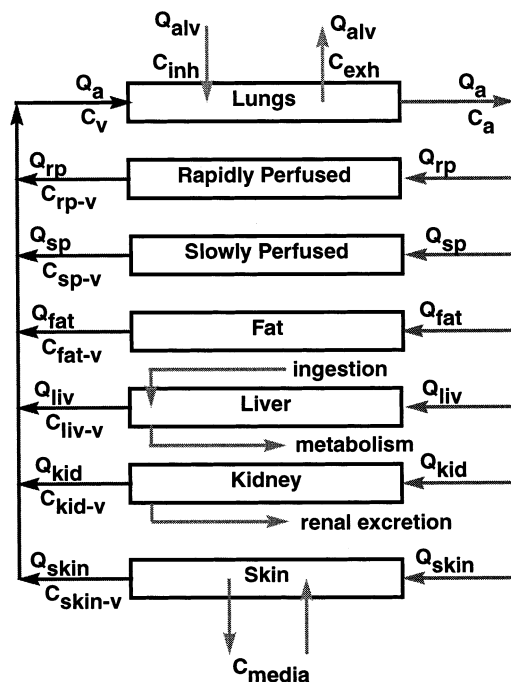 Qalv Qalv
Cinh Cexh
Qa Lungs Qa
Cv Ca
Qrp Rapidly Perfused Qrp
Crp-v
Qsp Slowly Perfused Qsp
Csp-v
Qfat Fat Qfat
Cfat-v
ingestion
Qliv Liver Qliv
Cliv-v
metabolism
Qkid Kidney Qkid
Ckid-v
renal excretion
Qskin Skin Qskin
Cskin-v
Cmedia